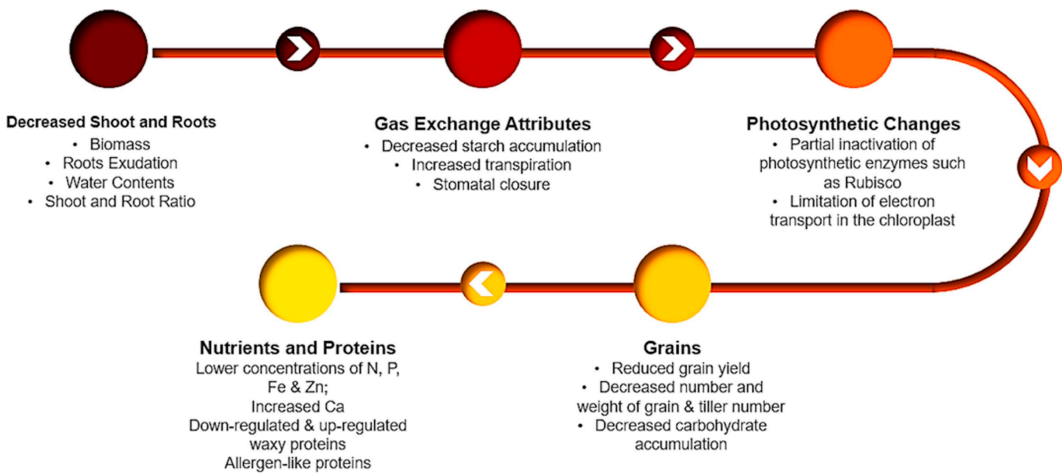 Decreased Shoot and Roots
• Biomass
• Roots Exudation
• Water Contents
• Shoot and Root Ratio
Gas Exchange Attributes
• Decreased starch accumulation
• Increased transpiration
• Stomatal closure
Photosynthetic Changes
• Partial inactivation of
photosynthetic enzymes such
as Rubisco
• Limitation of electron
transport in the chloroplast
Grains
• Reduced grain yield
• Decreased number and
weight of grain & tiller number
• Decreased carbohydrate
accumulation
Nutrients and Proteins
Lower concentrations of N, P,
Fe & Zn;
Increased Ca
Down-regulated & up-regulated
waxy proteins
Allergen-like proteins